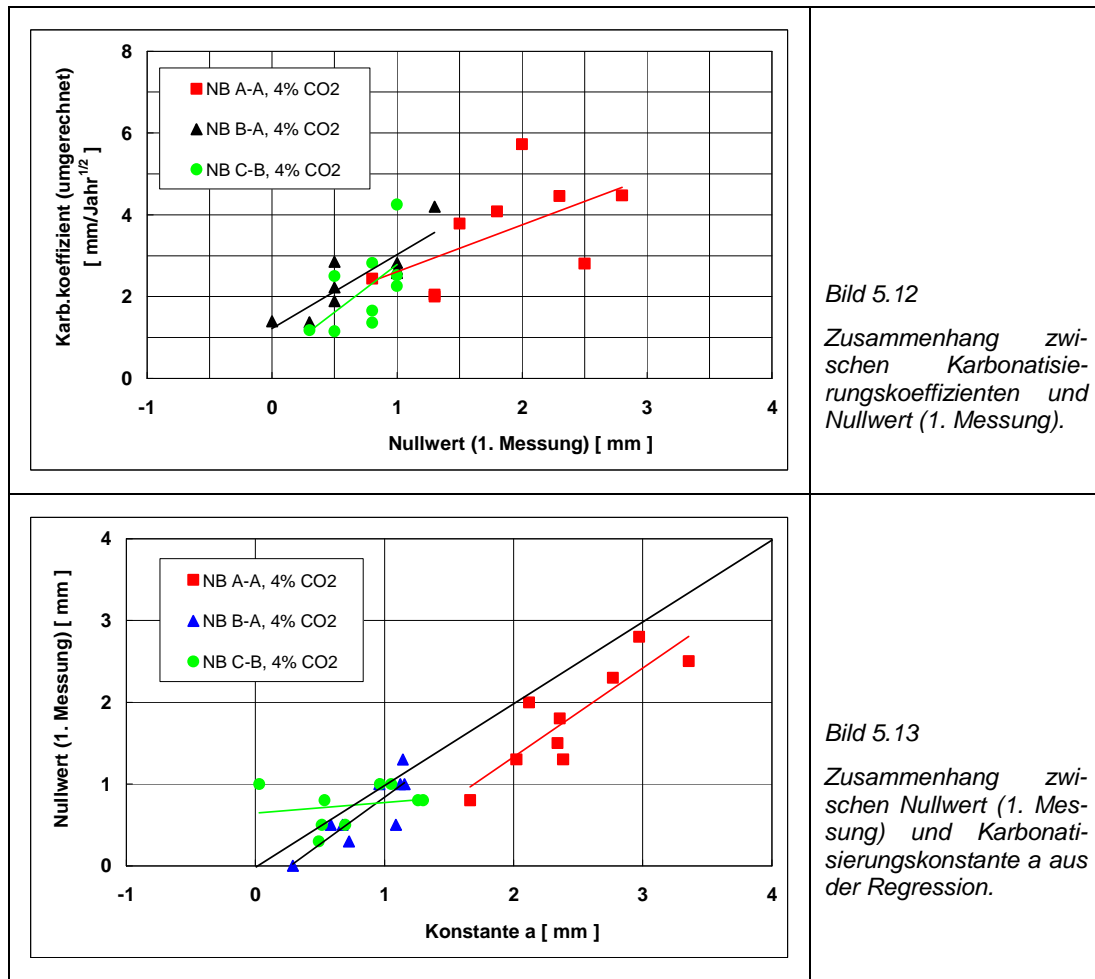 8
6
4
2
0
-1 0 1 2 3 4
Karb.koeffizient (umgerechnet)
[ mm/Jahr1/2 ]
NB A-A, 4% CO2
NB B-A, 4% CO2
NB C-B, 4% CO2
Nullwert (1. Messung) [ mm ]
Bild 5.12
Zusammenhang zwi-
schen Karbonatisie-
rungskoeffizienten und
Nullwert (1. Messung).
4
3
2
1
0
-1 0 1 2 3 4
Nullwert (1. Messung) [ mm ]
NB A-A, 4% CO2
NB B-A, 4% CO2
NB C-B, 4% CO2
Konstante a [ mm ]
Bild 5.13
Zusammenhang zwi-
schen Nullwert (1. Mes-
sung) und Karbonati-
sierungskonstante a aus
der Regression.